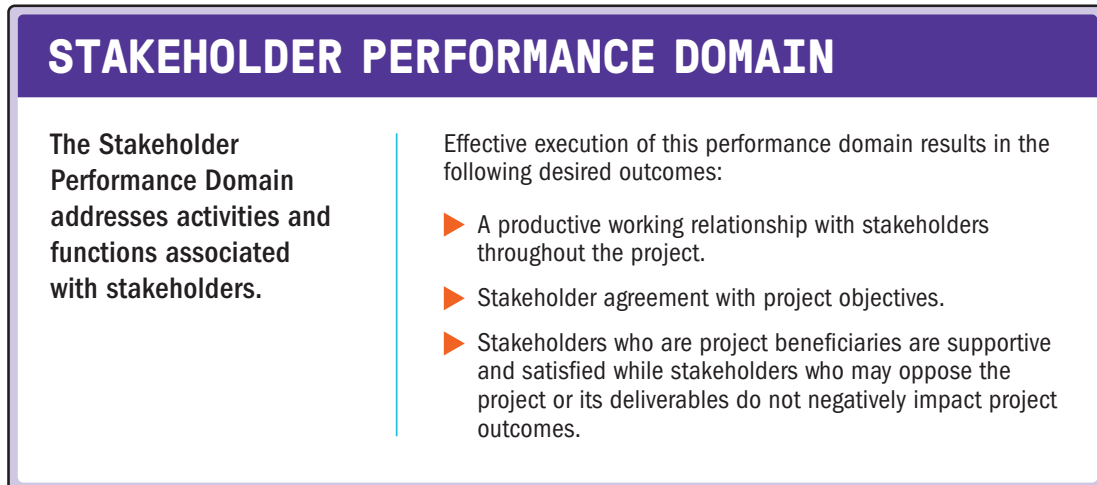 STAKEHOLDER PERFORMANCE DOMAIN
The Stakeholder
Performance Domain
addresses activities and
functions associated
with stakeholders.
Effective execution of this performance domain results in the
following desired outcomes:
A productive working relationship with stakeholders
throughout the project.
Stakeholder agreement with project objectives.
Stakeholders who are project beneficiaries are supportive
and satisfied while stakeholders who may oppose the
project or its deliverables do not negatively impact project
outcomes.